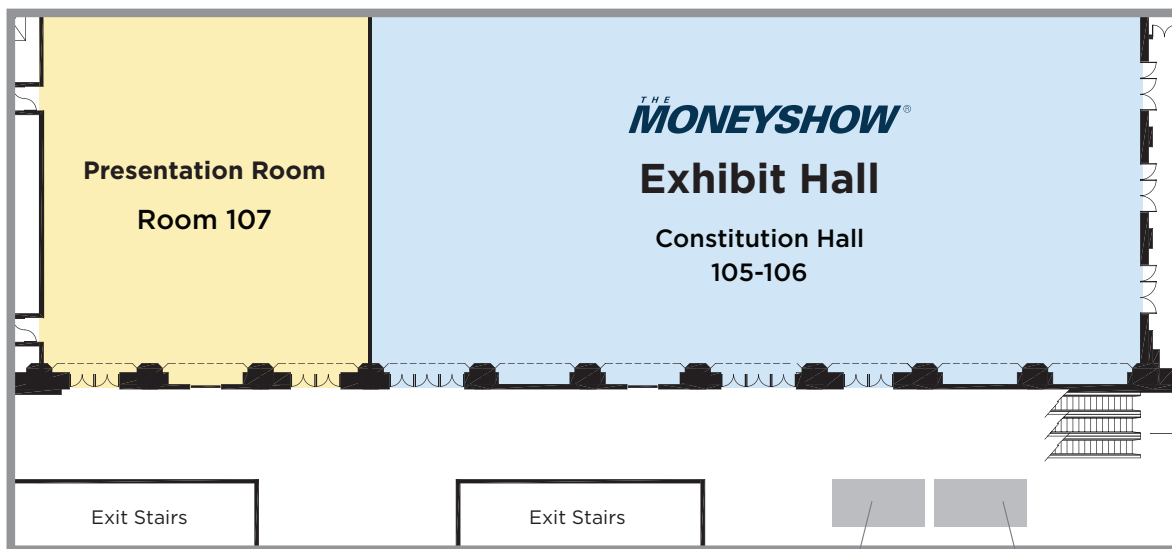 THE
MONEYSHOW®
Exhibit Hall
Constitution Hall
105-106
Presentation Room
Room 107
Exit Stairs
Exit Stairs